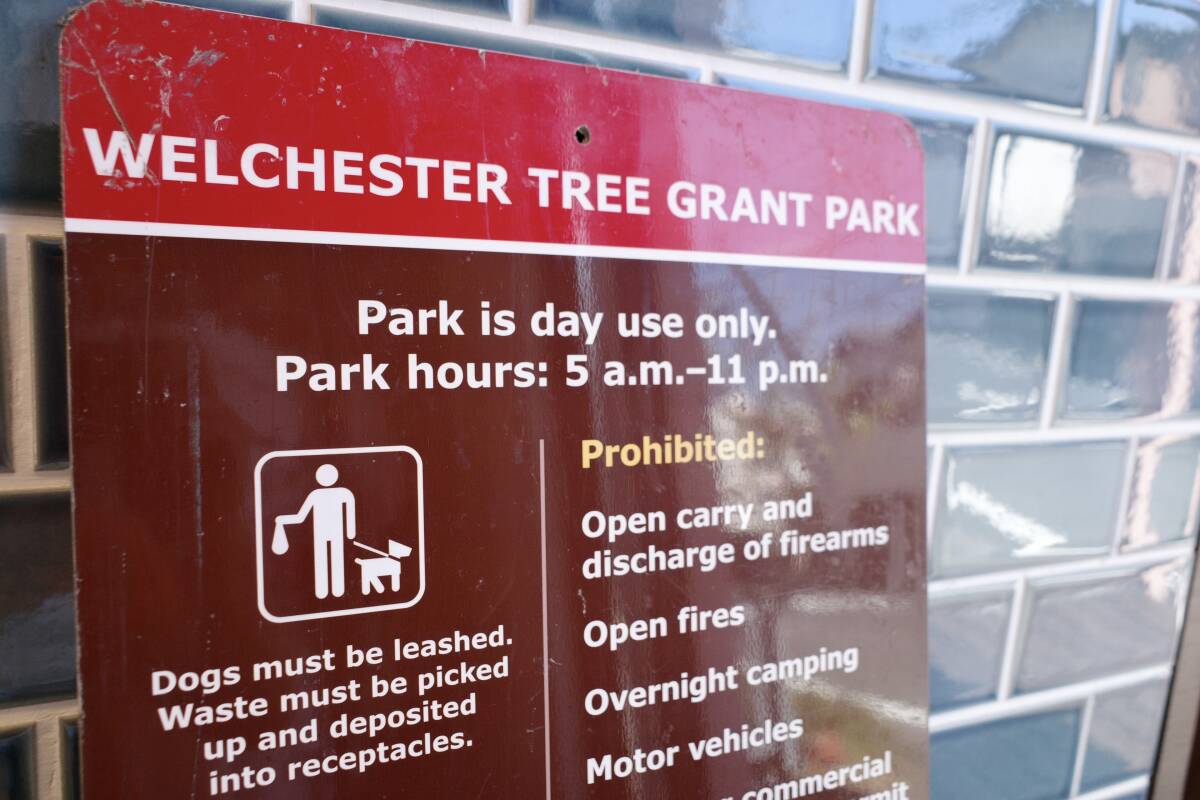 WELCHESTER TREE GRANT PARK
Park is day use only.
Park hours: 5 a.m.–11 p.m.
Dogs must be leashed.
Waste must be picked
up and deposited
into receptacles.
Prohibited:
Open carry and
discharge of firearms
Open fires
Overnight camping
Motor vehicles
commercial